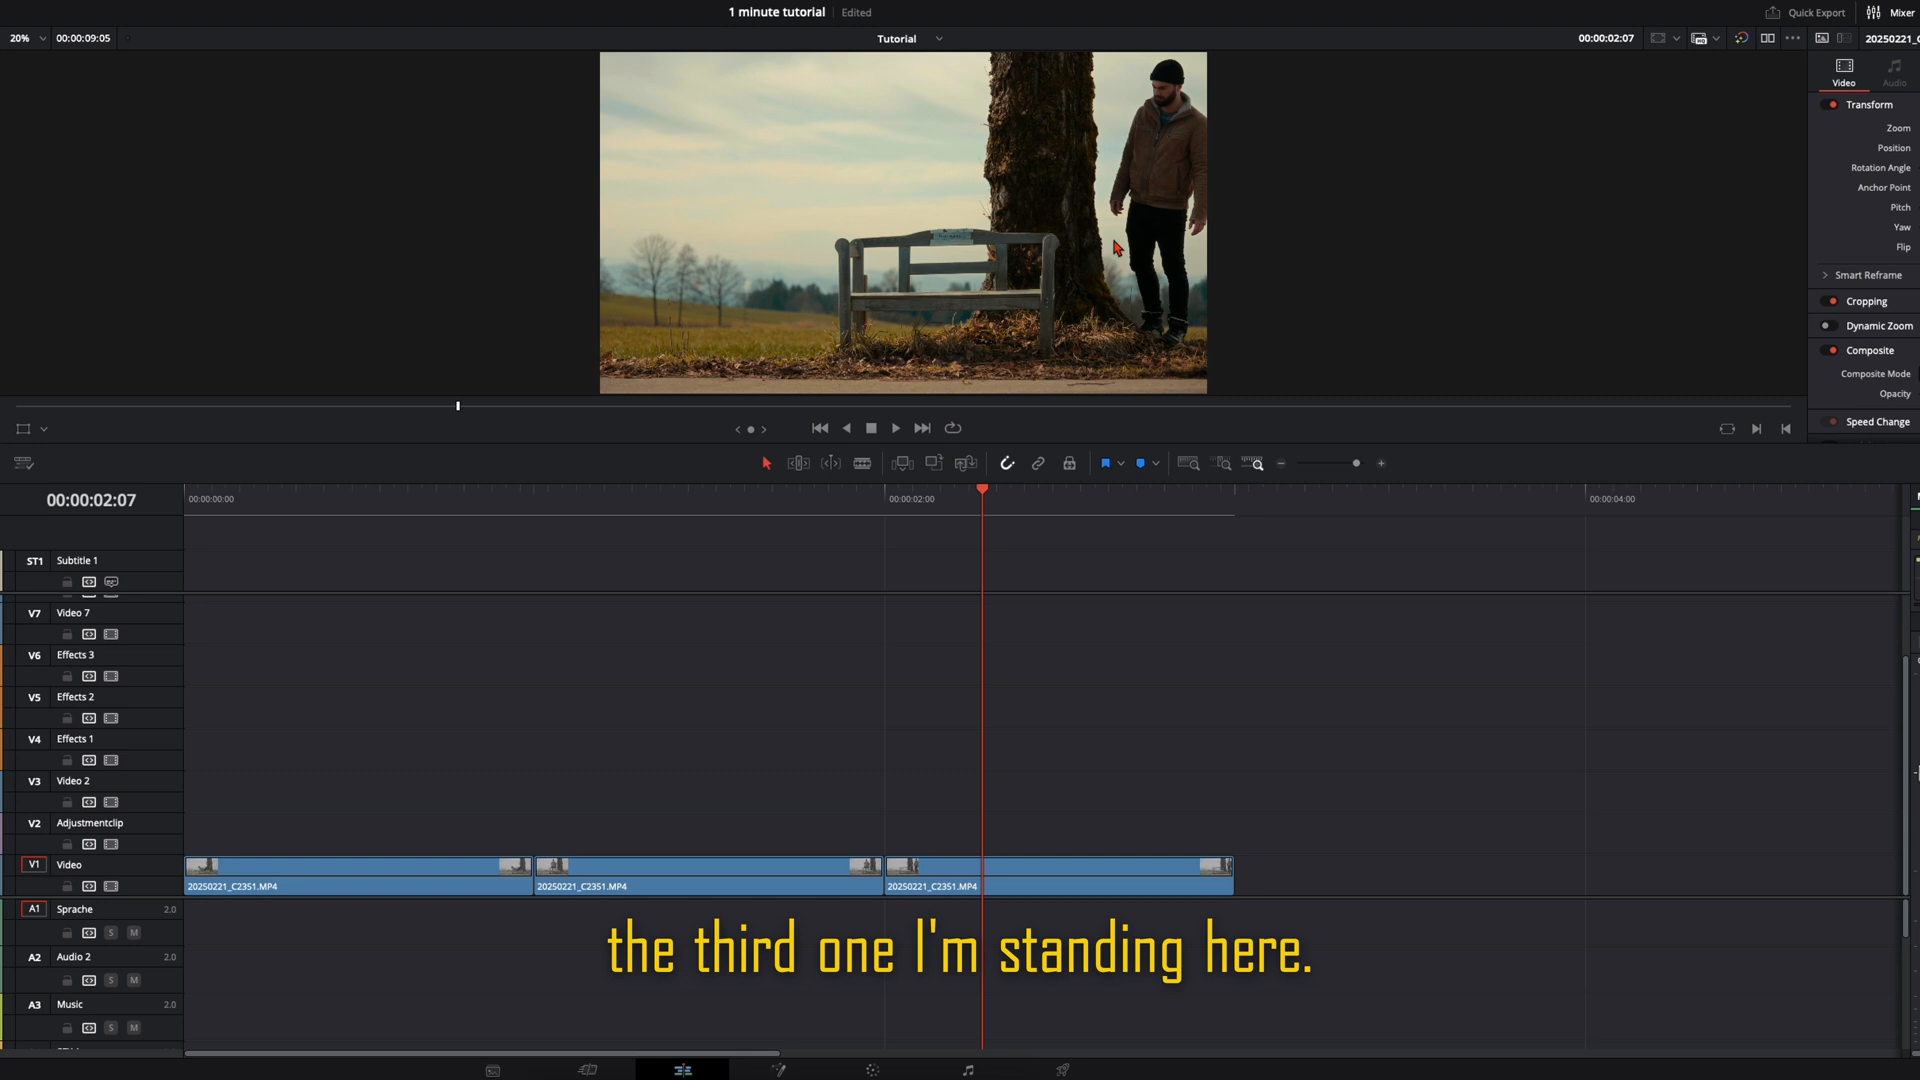 1 minute tutorial Edited Quick Export Mixer
20% 00:00:09:05 Tutorial 00:00:02:07 20250221_
Video Audio
Transform
Zoom
Position
Rotation Angle
Anchor Point
Pitch
Yaw
Flip
Smart Reframe
Cropping
Dynamic Zoom
Composite
Composite Mode
Opacity
Speed Change
00:00:02:07 00:00:00:00 00:00:02:00 00:00:04:00
ST1 Subtitle 1
V7 Video 7
V6 Effects 3
V5 Effects 2
V4 Effects 1
V3 Video 2
V2 Adjustmentclip
V1 Video
20250221_C2351.MP4 20250221_C2351.MP4 20250221_C2351.MP4
A1 Sprache 2.0
S M
the third one I'm standing here.
A2 Audio 2 2.0
S M
A3 Music 2.0
S M